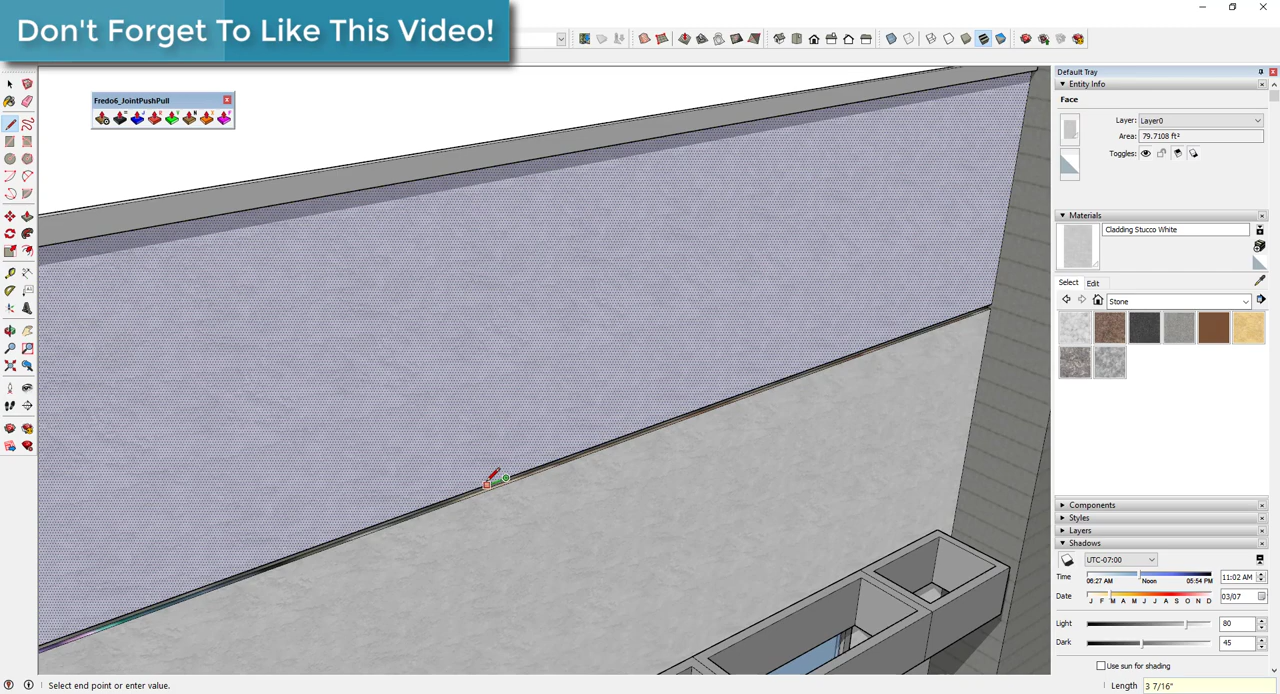 Don't Forget To Like This Video!
Fredo6_JointPushPull
Default Tray
Entity Info
Face
Layer:
Layer0
Area:
79.7108 ft²
Toggles:
Materials
Cladding Stucco White
Select
Edit
Stone
Components
Styles
Layers
Shadows
UTC-07:00
Time
06:27 AM
Noon
05:54 PM
11:02 AM
Date
J F M A M J J A S O N D
03/07
Light
80
Dark
45
Use sun for shading
Select end point or enter value.
Length
3 7/16"